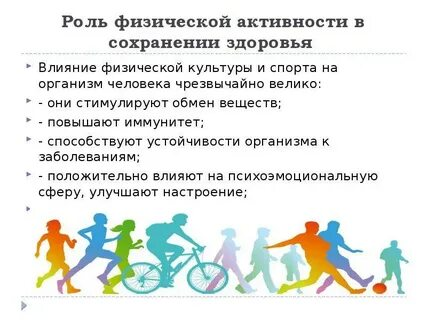 Роль физической активности в
сохранении здоровья
Влияние физической культуры и спорта на
организм человека чрезвычайно велико:
- они стимулируют обмен веществ;
- повышают иммунитет;
- способствуют устойчивости организма к
заболеваниям;
- положительно влияют на психоэмоциональную
сферу, улучшают настроение;